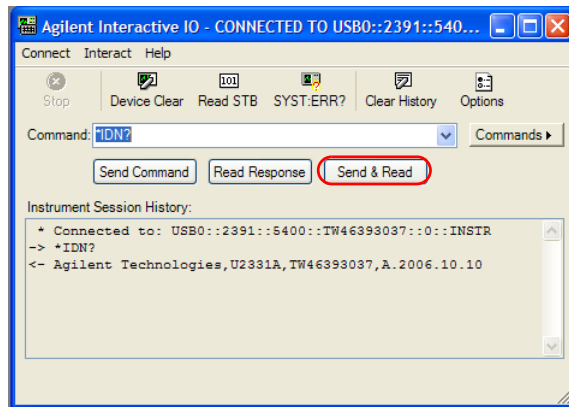 Agilent Interactive IO - CONNECTED TO USB0::2391::540...
Connect Interact Help
Stop Device Clear Read STB SYST:ERR? Clear History Options
Command: *IDN? Commands
Send Command Read Response Send & Read
Instrument Session History:
* Connected to: USB0::2391::5400::TW46393037::0::INSTR
-> *IDN?
<- Agilent Technologies,U2331A,TW46393037,A.2006.10.10